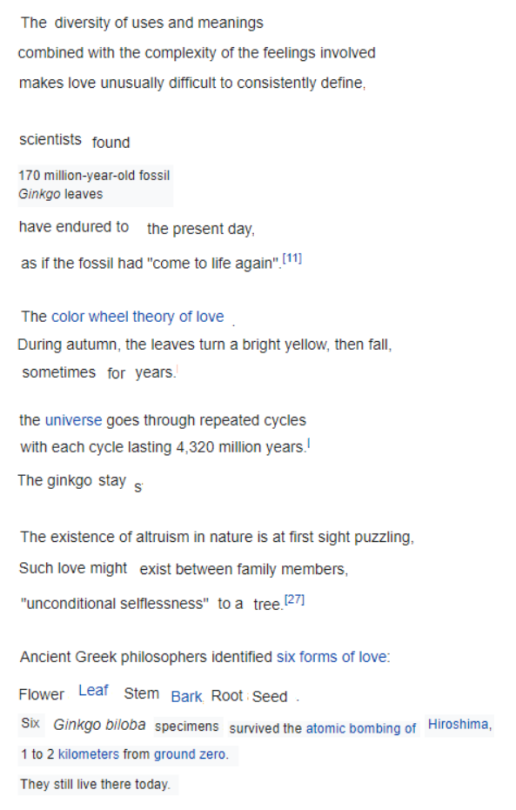 The diversity of uses and meanings
combined with the complexity of the feelings involved
makes love unusually difficult to consistently define,
scientists found
170 million-year-old fossil
Ginkgo leaves
have endured to the present day,
as if the fossil had "come to life again".[11]
The color wheel theory of love .
During autumn, the leaves turn a bright yellow, then fall,
sometimes for years.
the universe goes through repeated cycles
with each cycle lasting 4,320 million years.
The ginkgo stay s
The existence of altruism in nature is at first sight puzzling,
Such love might exist between family members,
"unconditional selflessness" to a tree.[27]
Ancient Greek philosophers identified six forms of love:
Flower Leaf Stem Bark Root Seed .
Six Ginkgo biloba specimens survived the atomic bombing of Hiroshima,
1 to 2 kilometers from ground zero.
They still live there today.